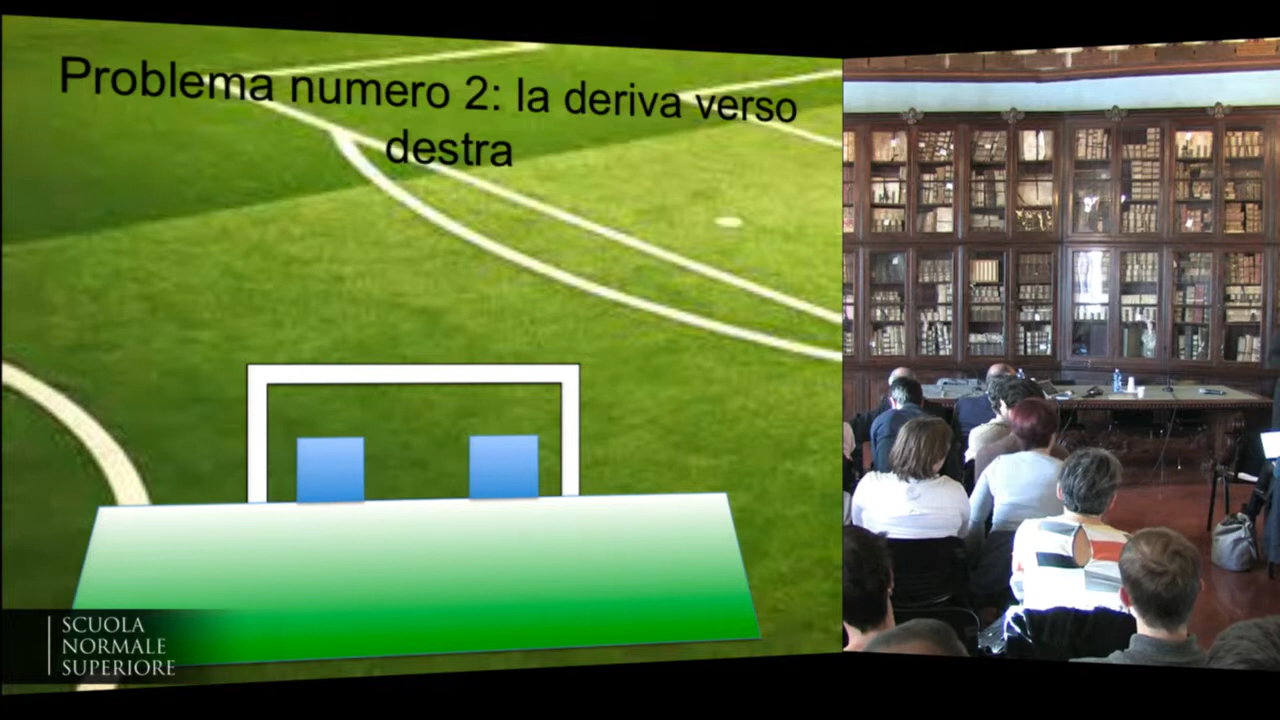 Problema numero 2: la deriva verso
destra
SCUOLA
NORMALE
SUPERIORE